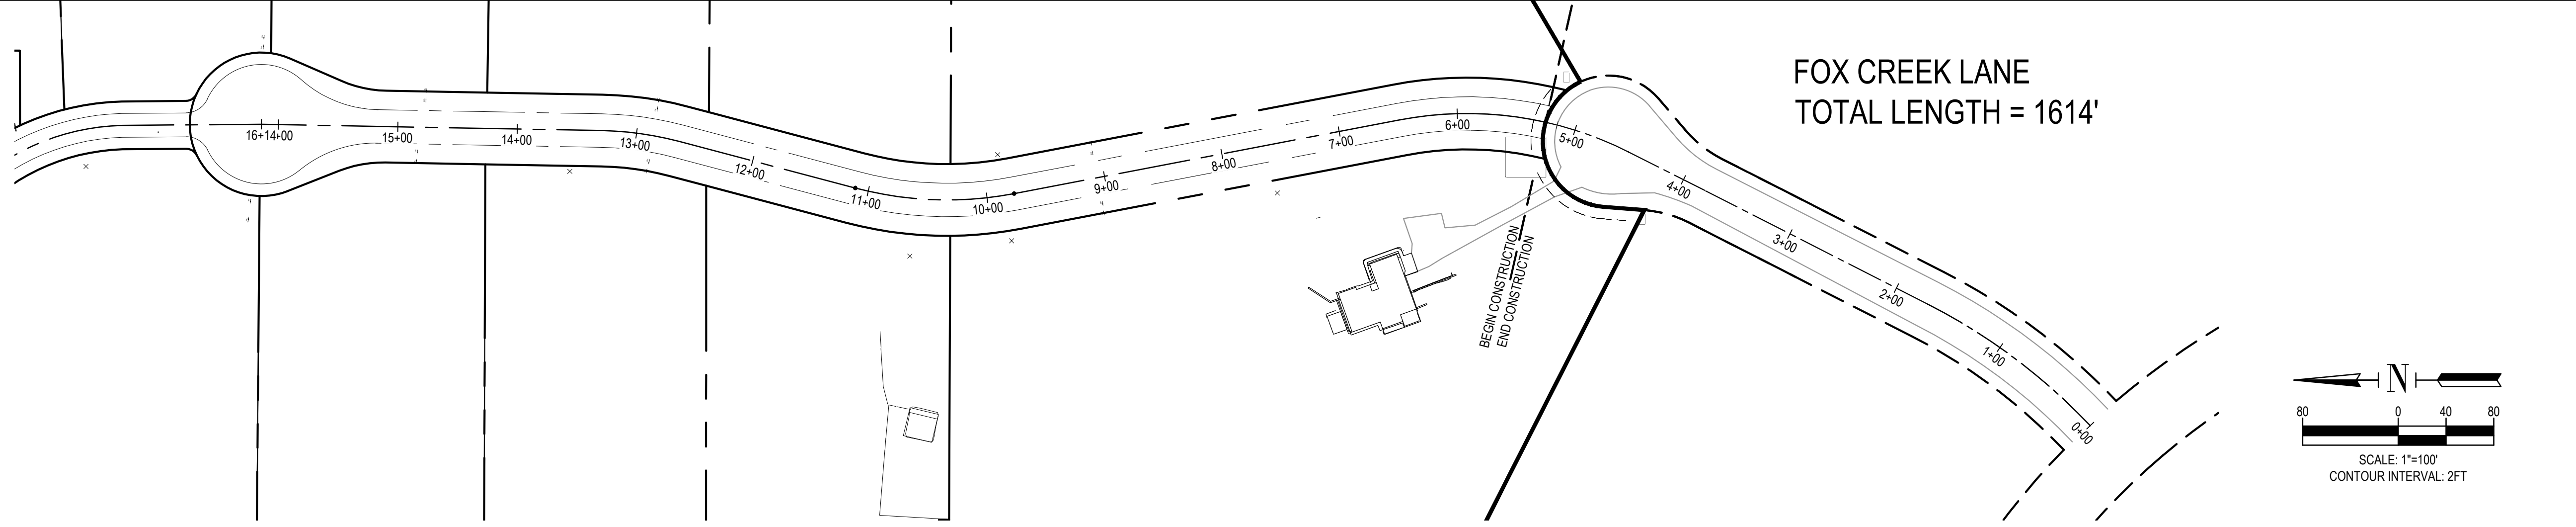 FOX CREEK LANE
TOTAL LENGTH = 1614'
16+14+00
15+00
14+00
13+00
12+00
11+00
10+00
9+00
8+00
7+00
6+00
5+00
4+00
3+00
2+00
1+00
0+00
BEGIN CONSTRUCTION
END CONSTRUCTION
N
80 0 40 80
SCALE: 1"=100'
CONTOUR INTERVAL: 2FT